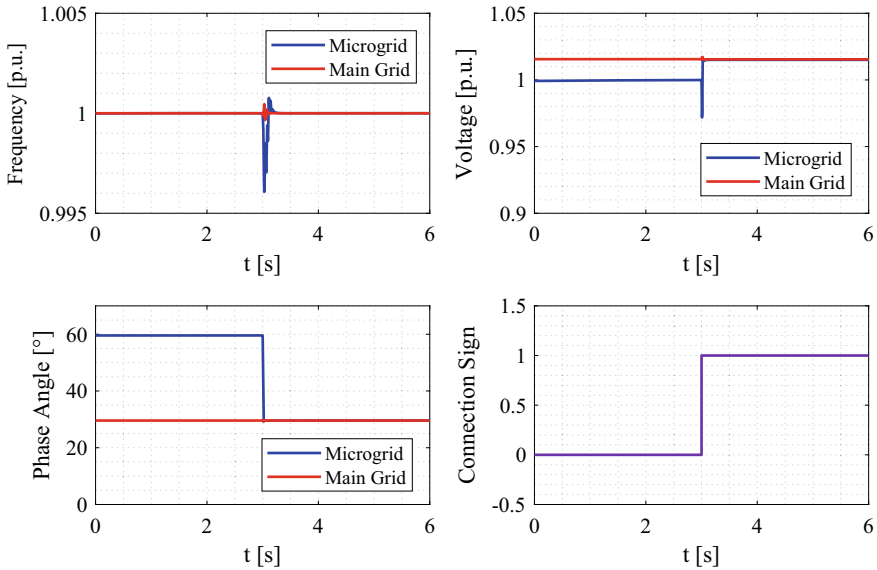 1.005
Frequency [p.u.]
1
0.995
Microgrid
Main Grid
0 2 4 6
t [s]
1.05
Voltage [p.u.]
1
0.95
0.9
Microgrid
Main Grid
0 2 4 6
t [s]
Phase Angle [°]
60
40
20
0
Microgrid
Main Grid
0 2 4 6
t [s]
Connection Sign
1.5
1
0.5
0
-0.5
0 2 4 6
t [s]